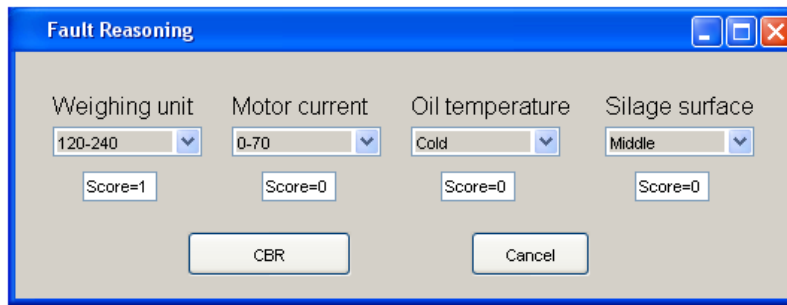 Fault Reasoning
Weighing unit Motor current Oil temperature Silage surface
120-240 0-70 Cold Middle
Score=1 Score=0 Score=0 Score=0
CBR Cancel